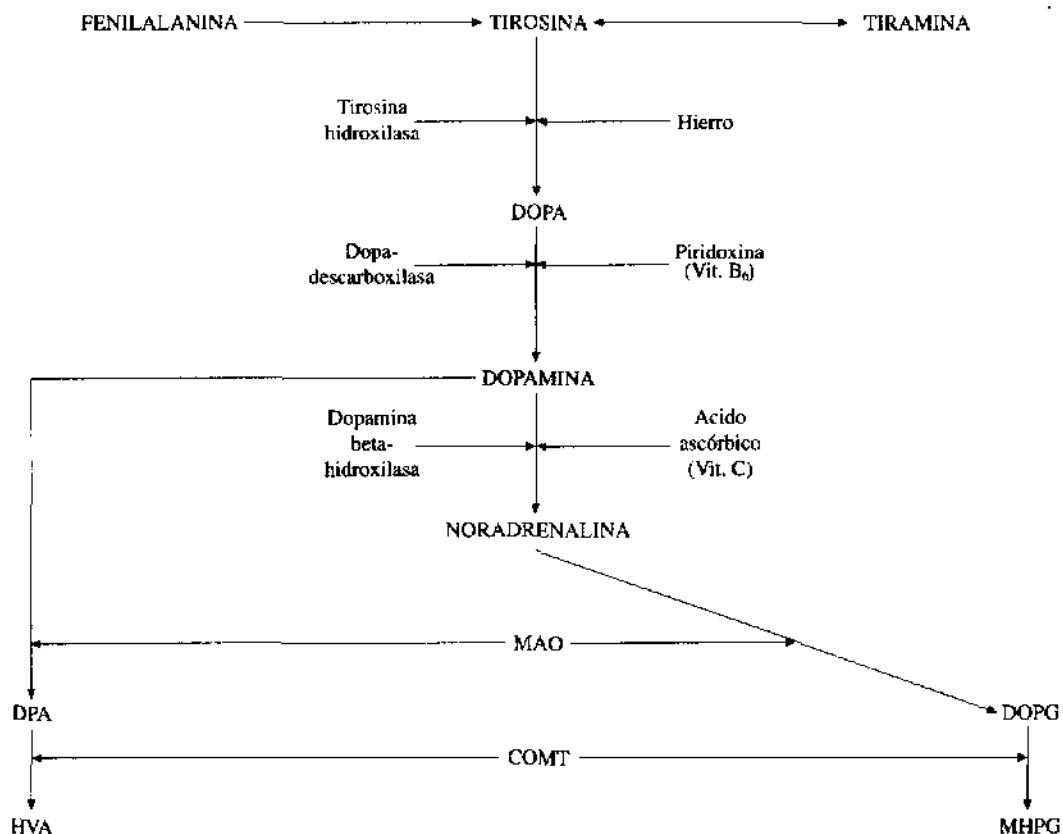 FENILALANINA TIROSINA TIRAMINA
Tirosina
hidroxilasa
Hierro
DOPA
Dopa-
descarboxilasa
Piridoxina
(Vit. B₆)
DOPAMINA
Dopamina
beta-
hidroxilasa
Acido
ascórbico
(Vit. C)
NORADRENALINA
MAO
DPA DOPG
COMT
HVA MHPG